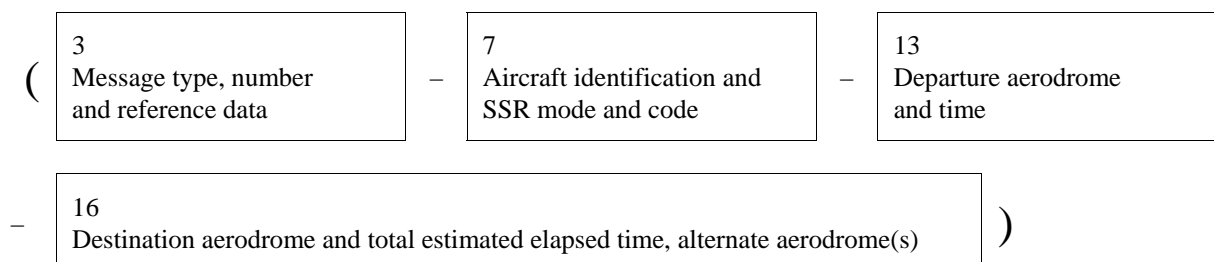 (
3
Message type, number
and reference data
–
7
Aircraft identification and
SSR mode and code
–
13
Departure aerodrome
and time
–
16
Destination aerodrome and total estimated elapsed time, alternate aerodrome(s)
)